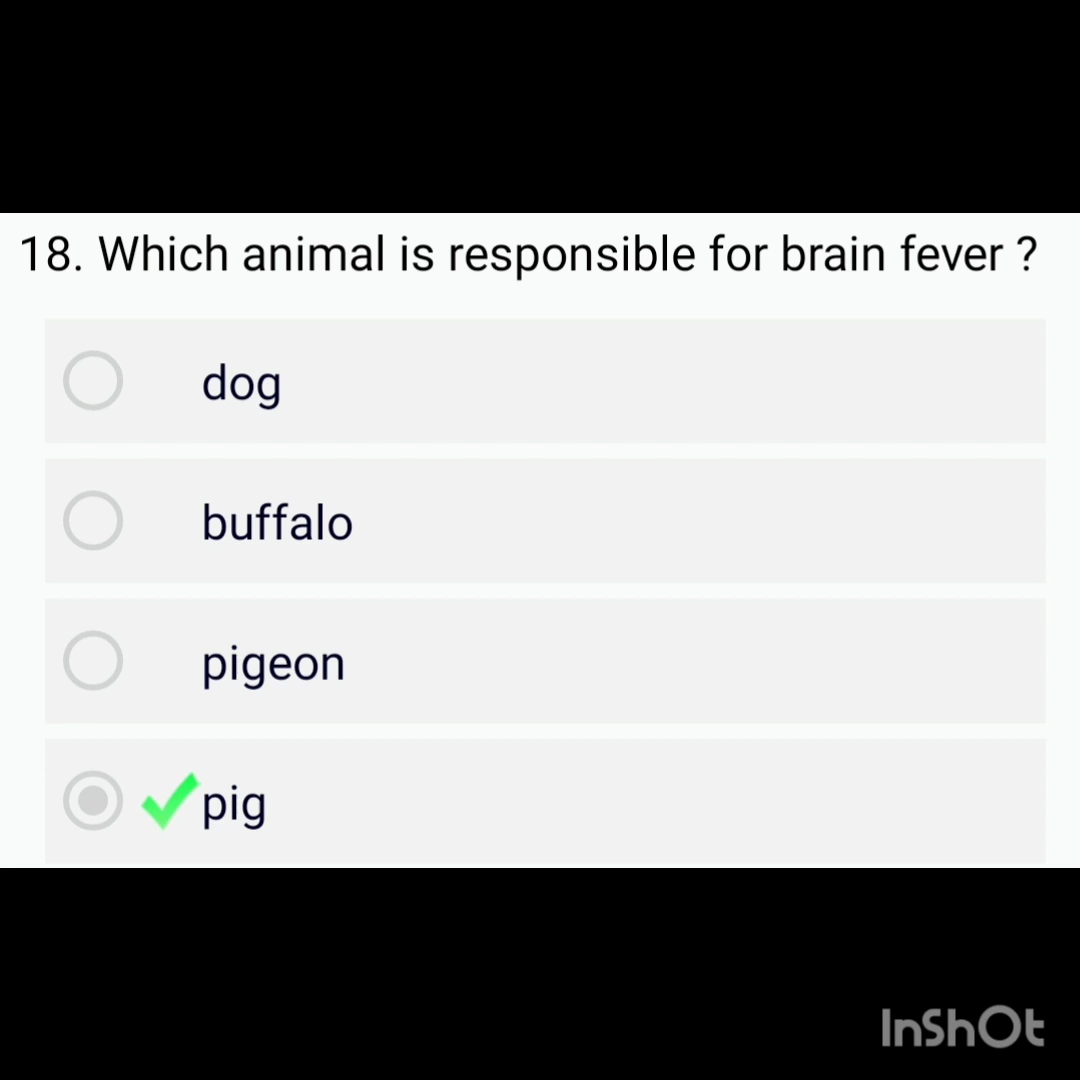 18. Which animal is responsible for brain fever ?
dog
buffalo
pigeon
pig
InShOt